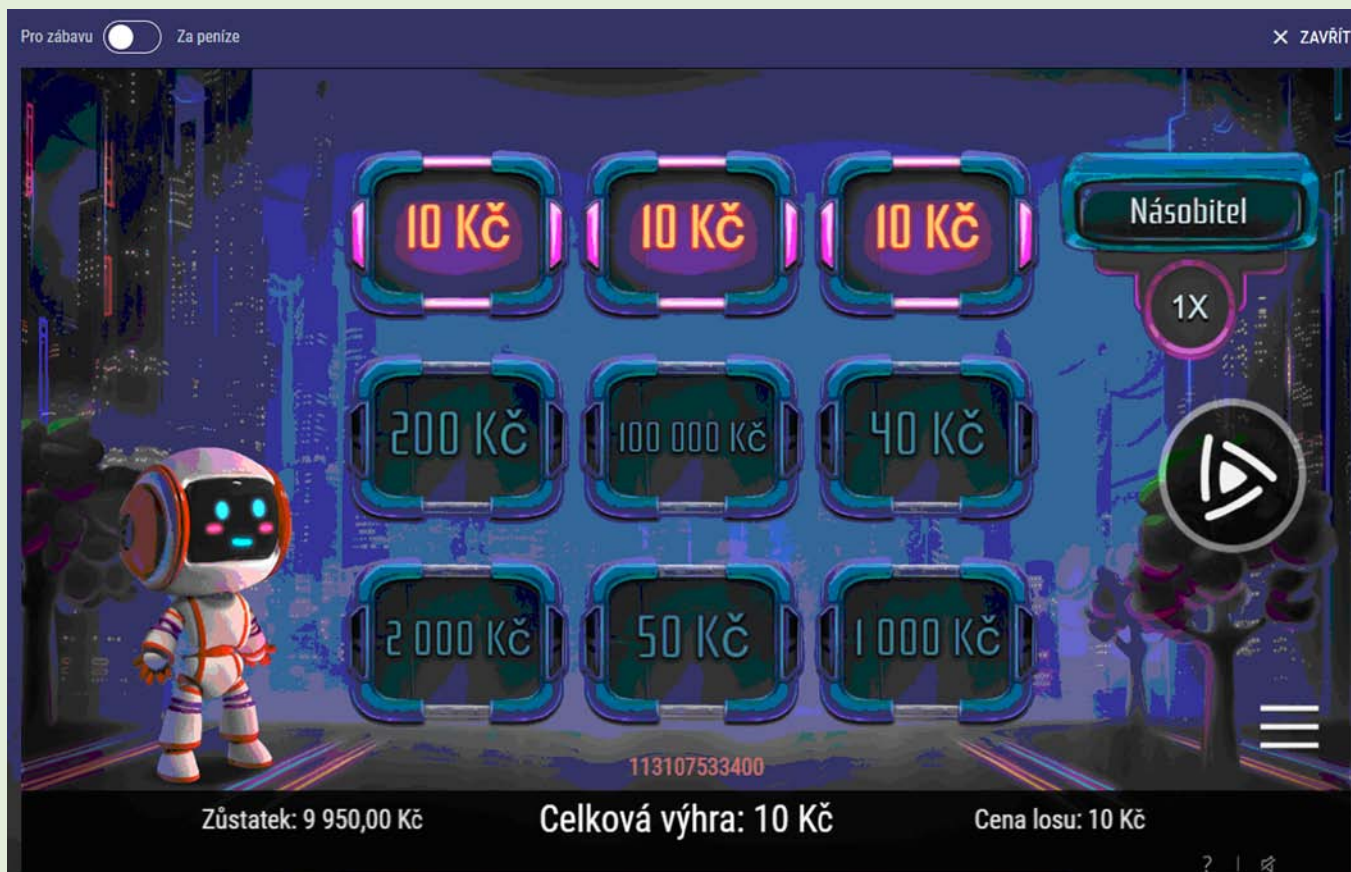 Pro zábavu Za peníze
ZAVŘÍT
10 Kč 10 Kč 10 Kč
Násobitel
1X
200 Kč 100 000 Kč 40 Kč
2 000 Kč 50 Kč 1 000 Kč
113107533400
Zůstatek: 9 950,00 Kč Celková výhra: 10 Kč Cena losu: 10 Kč
?